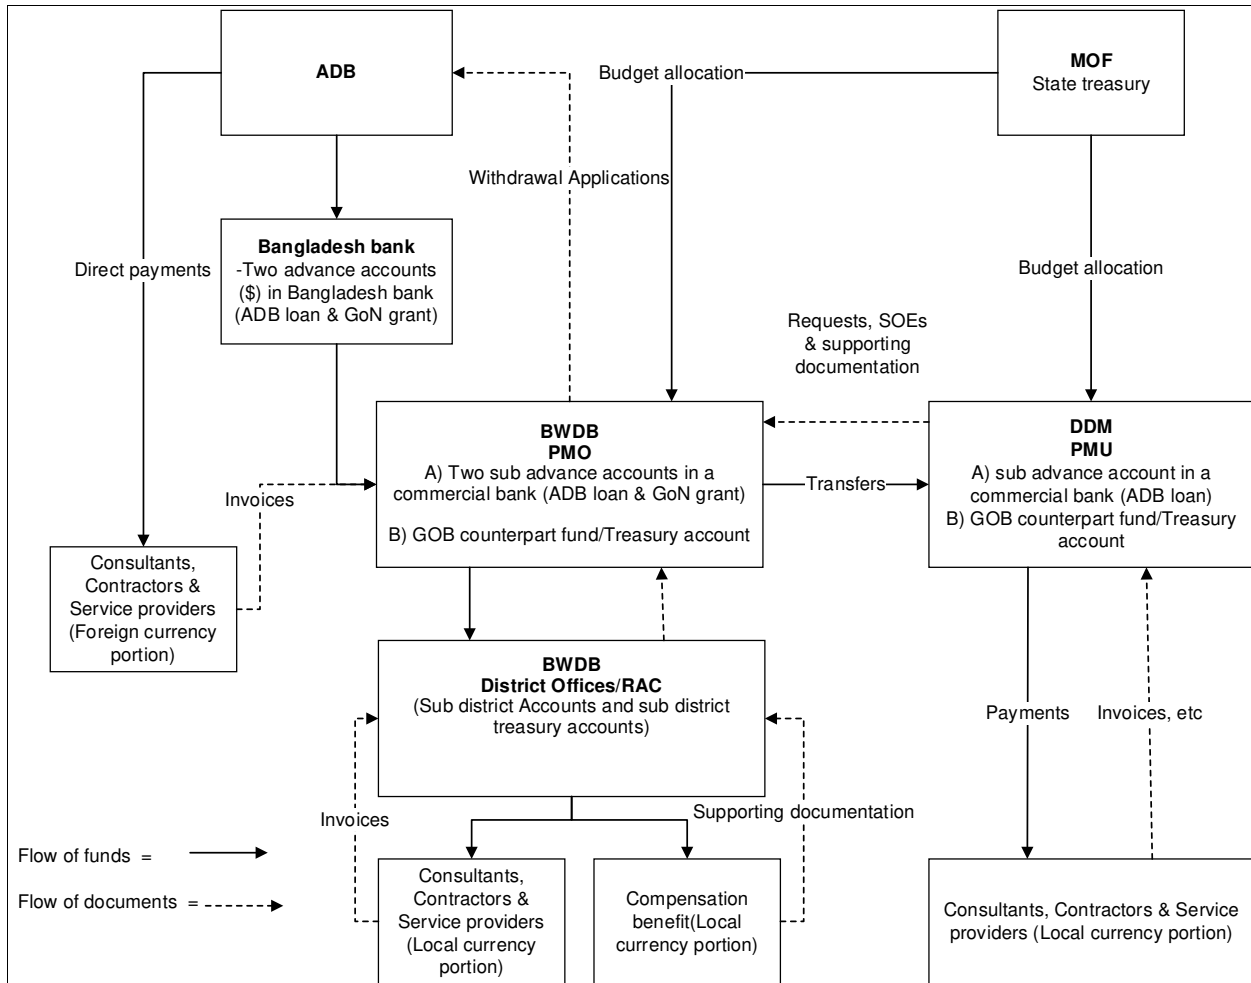 ADB
MOF
State treasury
Budget allocation
Withdrawal Applications
Bangladesh bank
-Two advance accounts
($) in Bangladesh bank
(ADB loan & GoN grant)
Direct payments
Budget allocation
Requests, SOEs
& supporting
documentation
BWDB
PMO
A) Two sub advance accounts in a
commercial bank (ADB loan & GoN grant)
B) GOB counterpart fund/Treasury account
Transfers
DDM
PMU
A) sub advance account in a
commercial bank (ADB loan)
B) GOB counterpart fund/Treasury
account
Invoices
Consultants,
Contractors &
Service providers
(Foreign currency
portion)
BWDB
District Offices/RAC
(Sub district Accounts and sub district
treasury accounts)
Payments
Invoices, etc
Invoices
Supporting documentation
Flow of funds =
Flow of documents =
Consultants,
Contractors &
Service providers
(Local currency
portion)
Compensation
benefit(Local
currency portion)
Consultants, Contractors & Service
providers (Local currency portion)